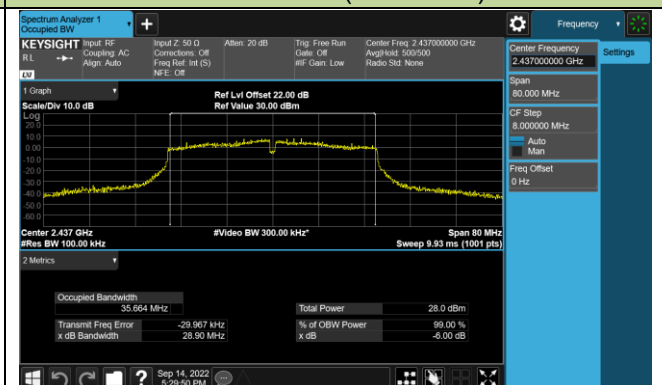 Spectrum Analyzer 1
Occupied BW
Frequency
KEYSIGHT
Input: RF
Coupling: AC
Align: Auto
Input Z: 50 Ω
Corrections: Off
Freq Ref: Int (S)
NFE: Off
Atten: 20 dB
Trig: Free Run
Gate: Off
#IF Gain: Low
Center Freq: 2.437000000 GHz
Avg|Hold: 500/500
Radio Std: None
RL
LXI
1 Graph
Scale/Div 10.0 dB
Ref Lvl Offset 22.00 dB
Ref Value 30.00 dBm
Log
20.0
10.0
0.00
-10.0
-20.0
-30.0
-40.0
-50.0
-60.0
Center 2.437 GHz
#Video BW 300.00 kHz*
Span 80 MHz
#Res BW 100.00 kHz
Sweep 9.93 ms (1001 pts)
2 Metrics
Occupied Bandwidth
35.664 MHz
Total Power 28.0 dBm
Transmit Freq Error -29.967 kHz
% of OBW Power 99.00 %
x dB Bandwidth 28.90 MHz
x dB -6.00 dB
Sep 14, 2022
5:29:50 PM
Center Frequency
2.437000000 GHz
Settings
Span
80.000 MHz
CF Step
8.000000 MHz
Auto
Man
Freq Offset
0 Hz